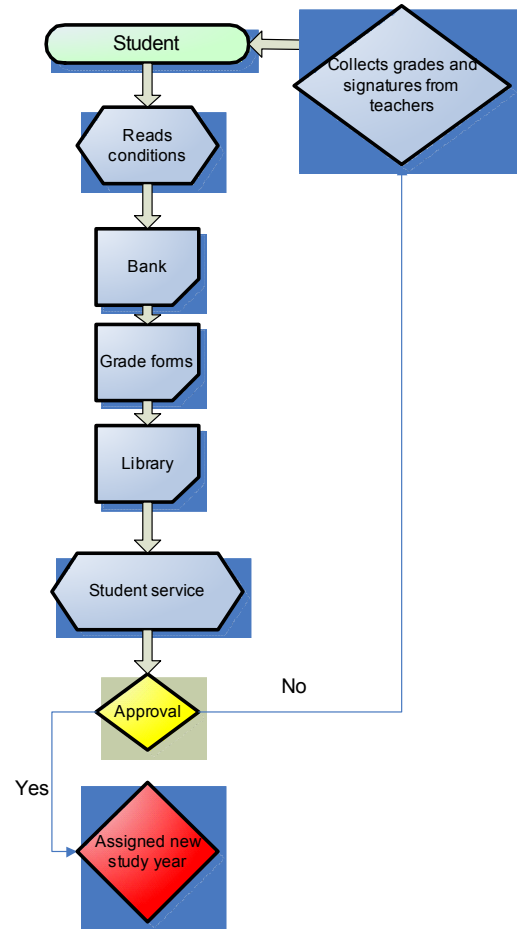 Student
Collects grades and
signatures from
teachers
Reads
conditions
Bank
Grade forms
Library
Student service
Approval
No
Yes
Assigned new
study year